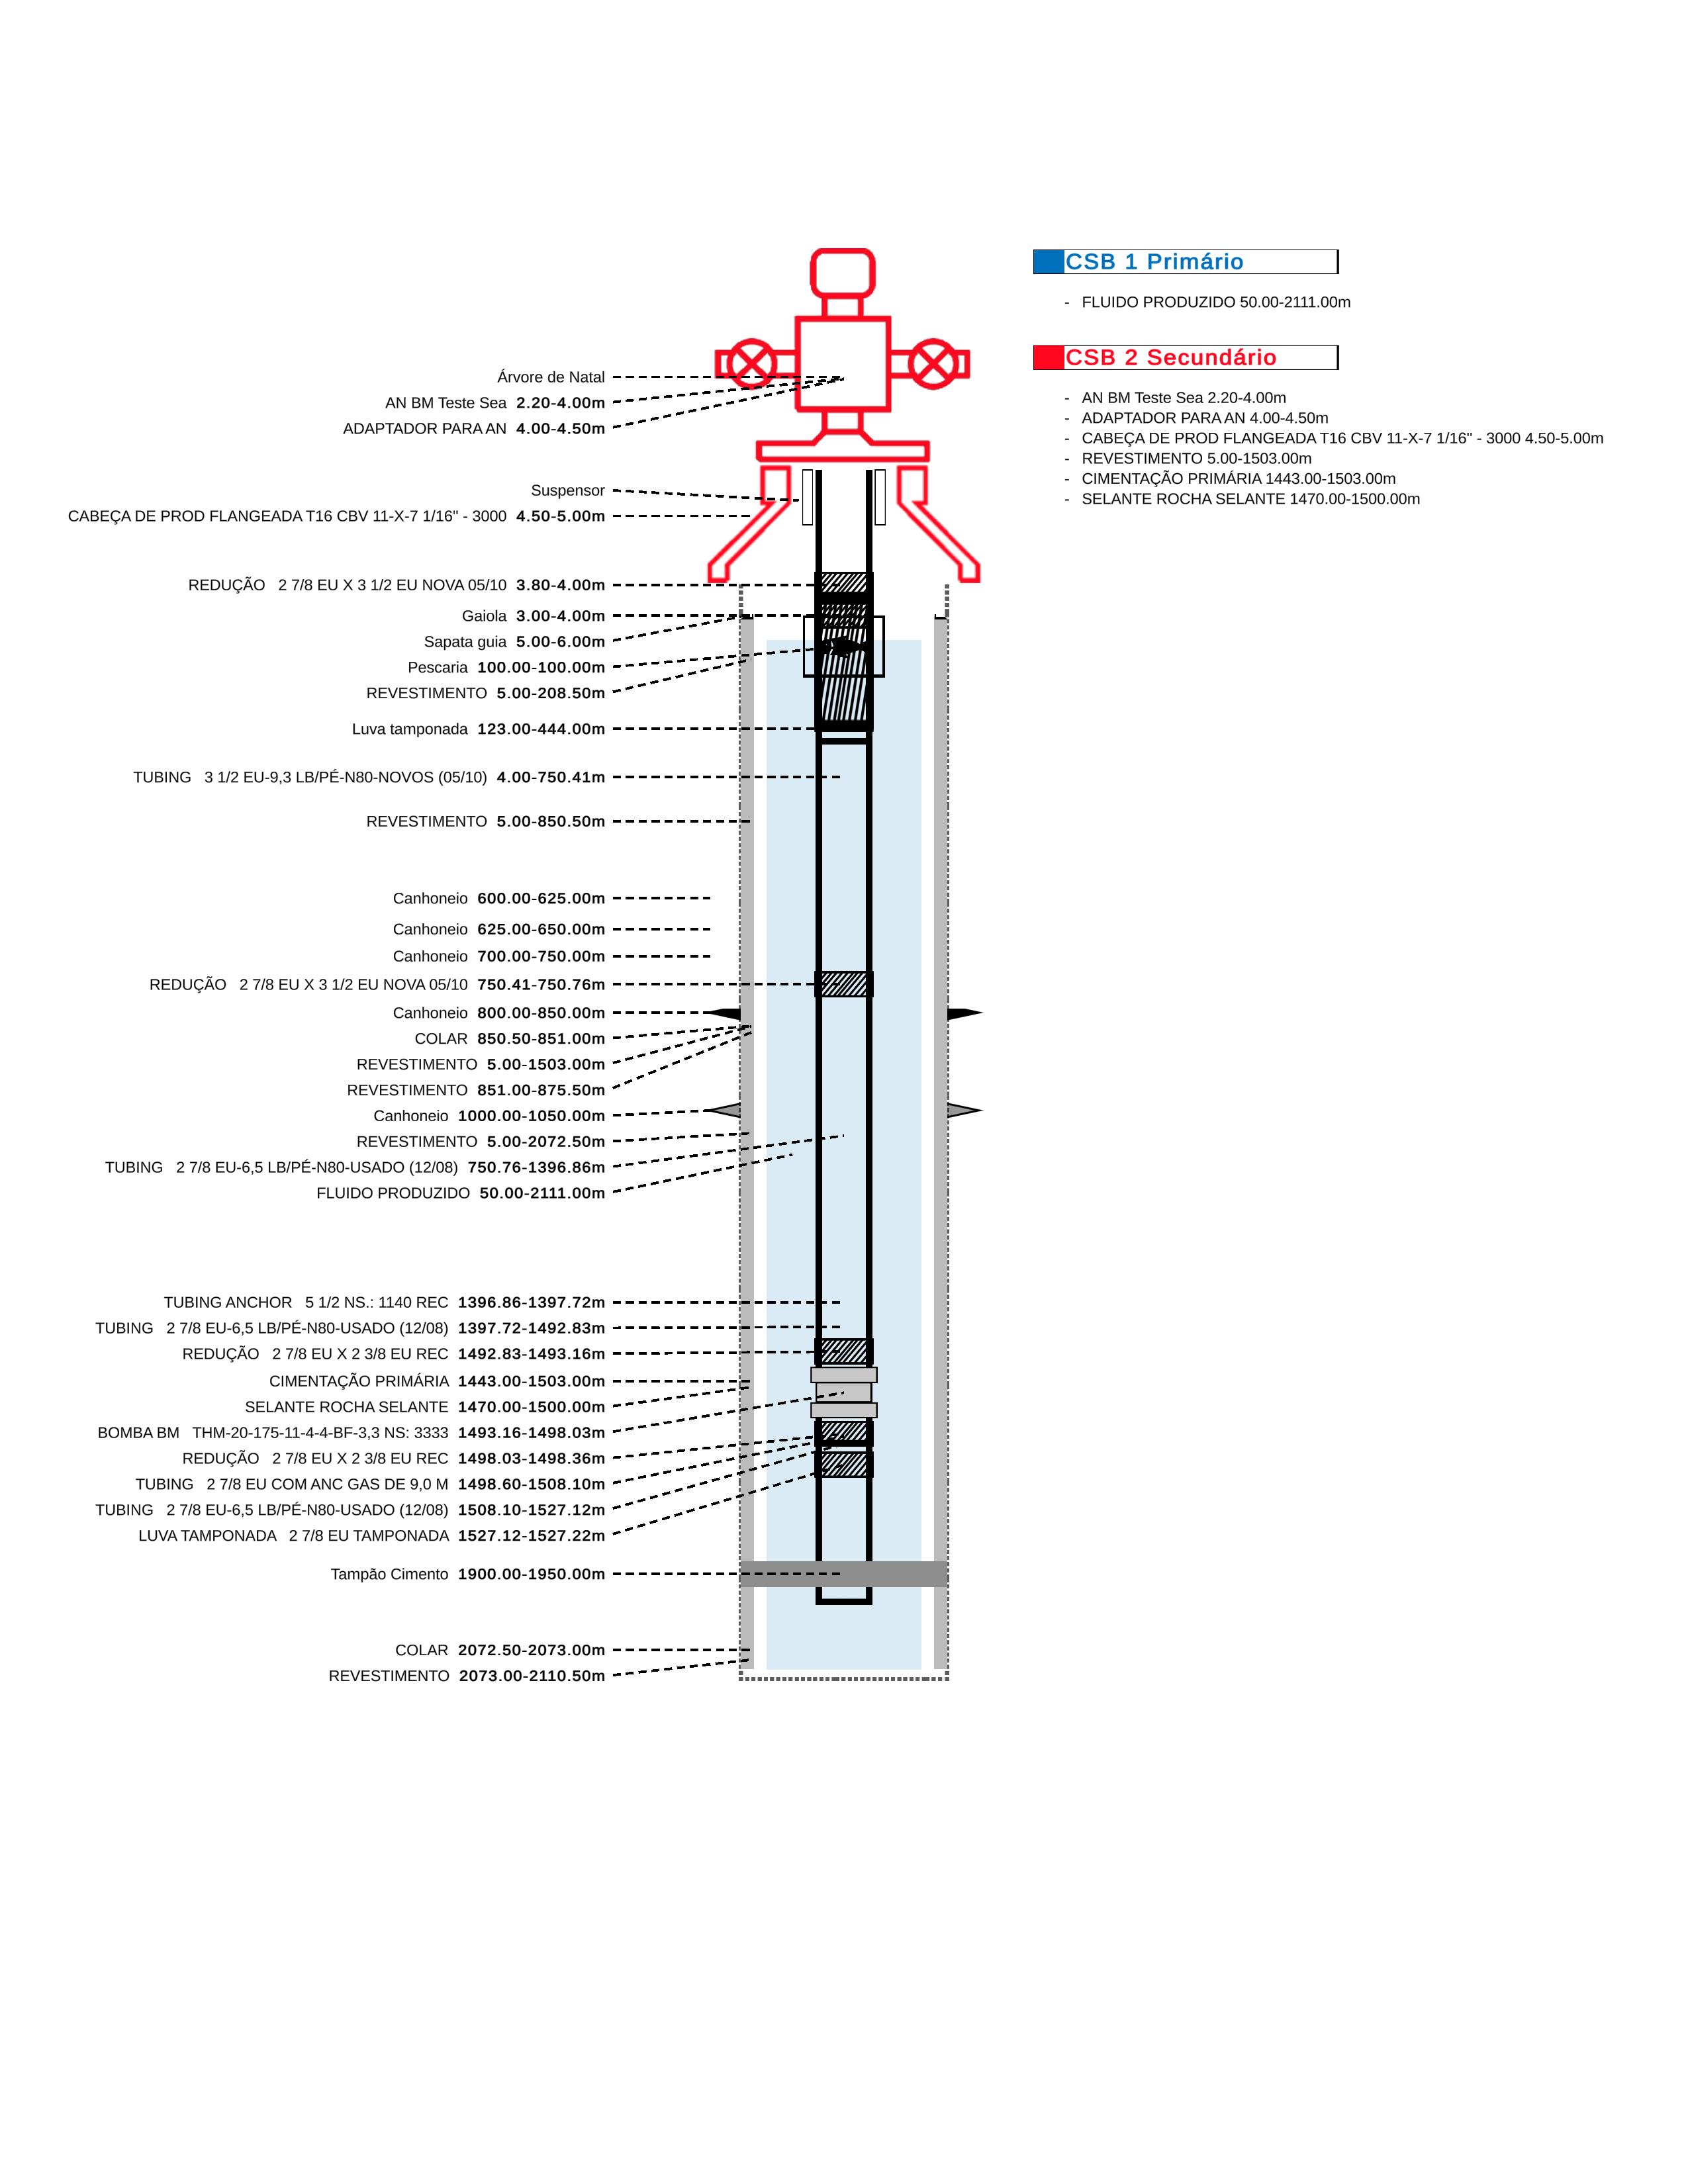 Árvore de Natal
AN BM Teste Sea 2.20-4.00m
ADAPTADOR PARA AN 4.00-4.50m
Suspensor
CABEÇA DE PROD FLANGEADA T16 CBV 11-X-7 1/16" - 3000 4.50-5.00m
REDUÇÃO 2 7/8 EU X 3 1/2 EU NOVA 05/10 3.80-4.00m
Gaiola 3.00-4.00m
Sapata guia 5.00-6.00m
Pescaria 100.00-100.00m
REVESTIMENTO 5.00-208.50m
Luva tamponada 123.00-444.00m
TUBING 3 1/2 EU-9,3 LB/PÉ-N80-NOVOS (05/10) 4.00-750.41m
REVESTIMENTO 5.00-850.50m
Canhoneio 600.00-625.00m
Canhoneio 625.00-650.00m
Canhoneio 700.00-750.00m
REDUÇÃO 2 7/8 EU X 3 1/2 EU NOVA 05/10 750.41-750.76m
Canhoneio 800.00-850.00m
COLAR 850.50-851.00m
REVESTIMENTO 5.00-1503.00m
REVESTIMENTO 851.00-875.50m
Canhoneio 1000.00-1050.00m
REVESTIMENTO 5.00-2072.50m
TUBING 2 7/8 EU-6,5 LB/PÉ-N80-USADO (12/08) 750.76-1396.86m
FLUIDO PRODUZIDO 50.00-2111.00m
TUBING ANCHOR 5 1/2 NS.: 1140 REC 1396.86-1397.72m
TUBING 2 7/8 EU-6,5 LB/PÉ-N80-USADO (12/08) 1397.72-1492.83m
REDUÇÃO 2 7/8 EU X 2 3/8 EU REC 1492.83-1493.16m
CIMENTAÇÃO PRIMÁRIA 1443.00-1503.00m
SELANTE ROCHA SELANTE 1470.00-1500.00m
BOMBA BM THM-20-175-11-4-4-BF-3,3 NS: 3333 1493.16-1498.03m
REDUÇÃO 2 7/8 EU X 2 3/8 EU REC 1498.03-1498.36m
TUBING 2 7/8 EU COM ANC GAS DE 9,0 M 1498.60-1508.10m
TUBING 2 7/8 EU-6,5 LB/PÉ-N80-USADO (12/08) 1508.10-1527.12m
LUVA TAMPONADA 2 7/8 EU TAMPONADA 1527.12-1527.22m
Tampão Cimento 1900.00-1950.00m
COLAR 2072.50-2073.00m
REVESTIMENTO 2073.00-2110.50m
CSB 1 Primário
- FLUIDO PRODUZIDO 50.00-2111.00m
CSB 2 Secundário
- AN BM Teste Sea 2.20-4.00m
- ADAPTADOR PARA AN 4.00-4.50m
- CABEÇA DE PROD FLANGEADA T16 CBV 11-X-7 1/16" - 3000 4.50-5.00m
- REVESTIMENTO 5.00-1503.00m
- CIMENTAÇÃO PRIMÁRIA 1443.00-1503.00m
- SELANTE ROCHA SELANTE 1470.00-1500.00m